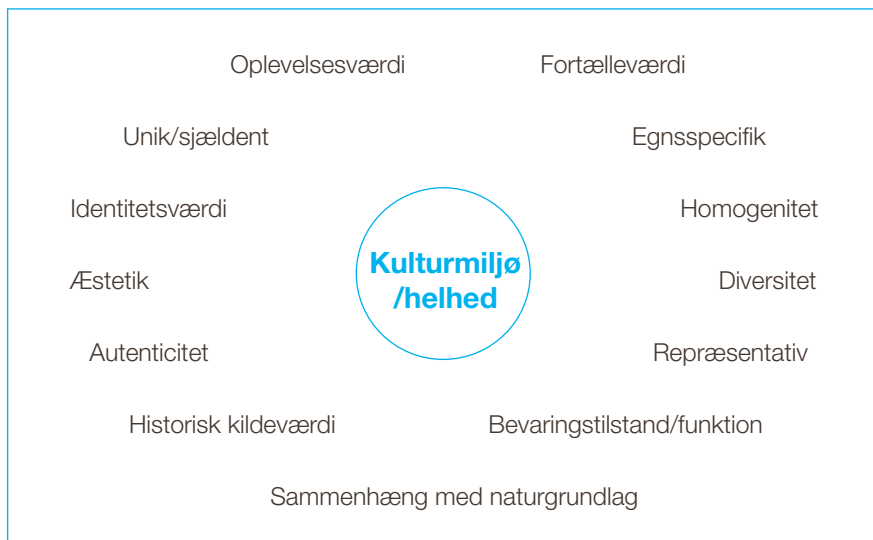 Oplevelsesværdi Fortælleværdi
Unik/sjældent Egnsspecifik
Identitetsværdi Homogenitet
Kulturmiljø
/helhed
Æstetik Diversitet
Autenticitet Repræsentativ
Historisk kildeværdi Bevaringstilstand/funktion
Sammenhæng med naturgrundlag